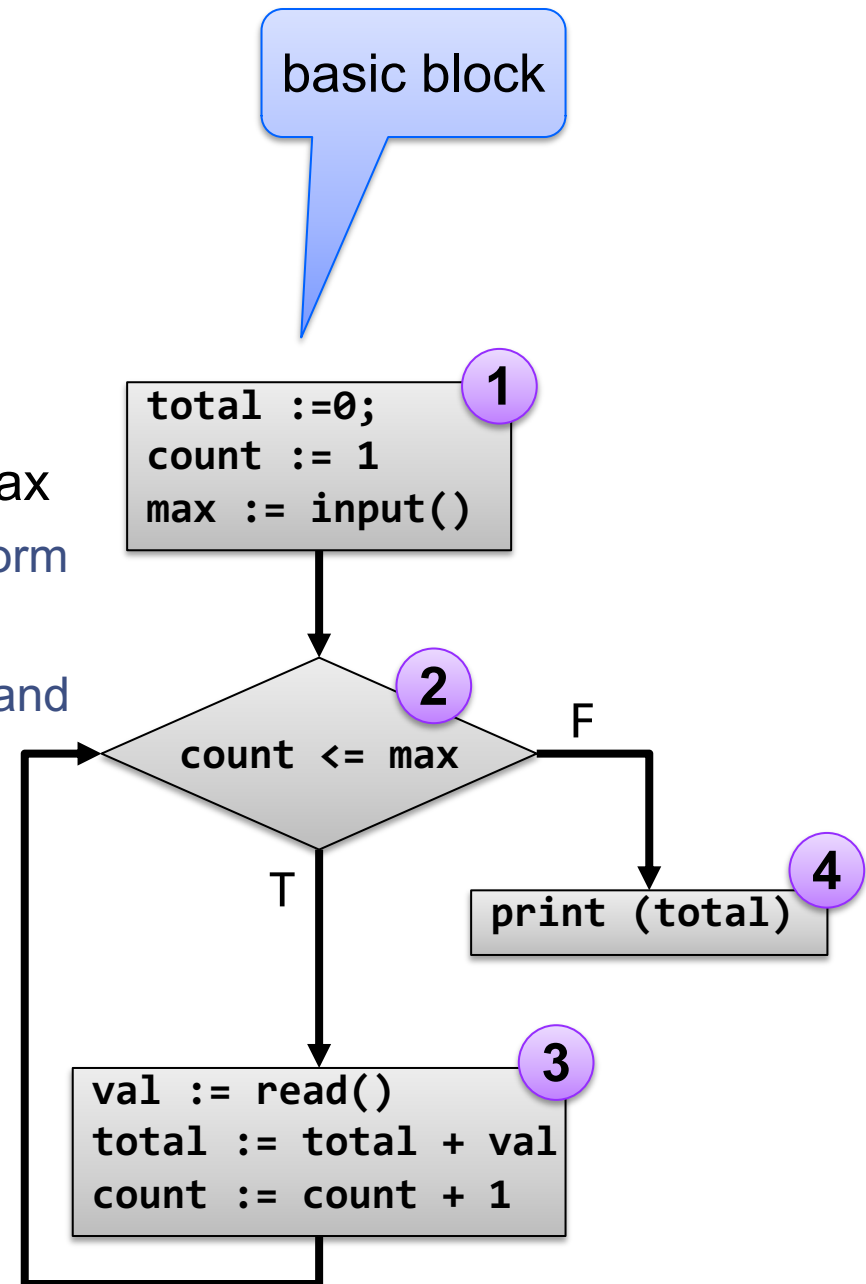 basic block
1
total :=0;
count := 1
max := input()
ax
orm
and
2
count <= max
F
T
4
print (total)
3
val := read()
total := total + val
count := count + 1